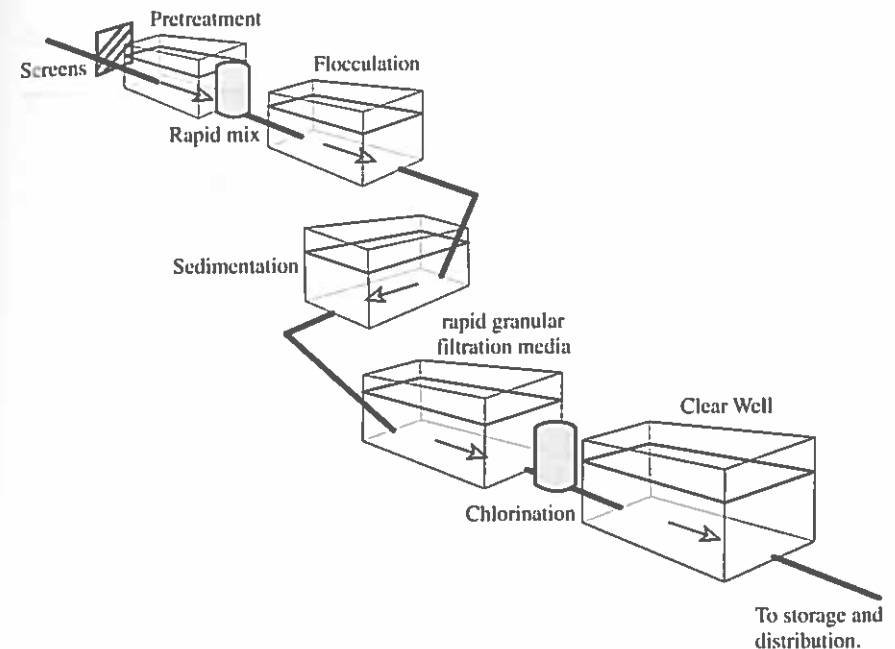 Pretreatment
Screens
Flocculation
Rapid mix
Sedimentation
rapid granular
filtration media
Clear Well
Chlorination
To storage and
distribution.